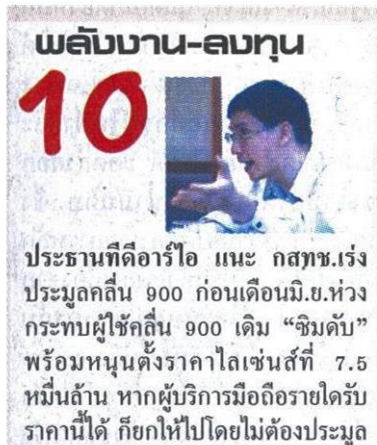 พลังงาน-ลงทุน
10
ประธานทีดีอาร์ไอ แนะ กสทช.เร่ง
ประมูลคลื่น 900 ก่อนเดือนมิ.ย.ห่วง
กระทบผู้ใช้คลื่น 900 เดิม “ซิมดับ”
พร้อมหนุนตั้งราคาไลเซ่นส์ที่ 7.5
หมื่นล้าน หากผู้บริการมือถือรายใดรับ
ราคานี้ได้ ก็ยกให้ไปโดยไม่ต้องประมูล